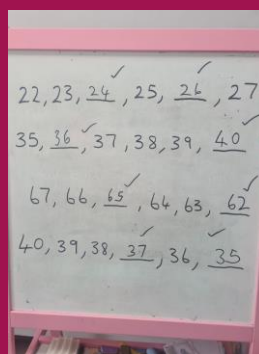 22, 23, 24, 25, 26, 27
35, 36, 37, 38, 39, 40
67, 66, 65, 64, 63, 62
40, 39, 38, 37, 36, 35